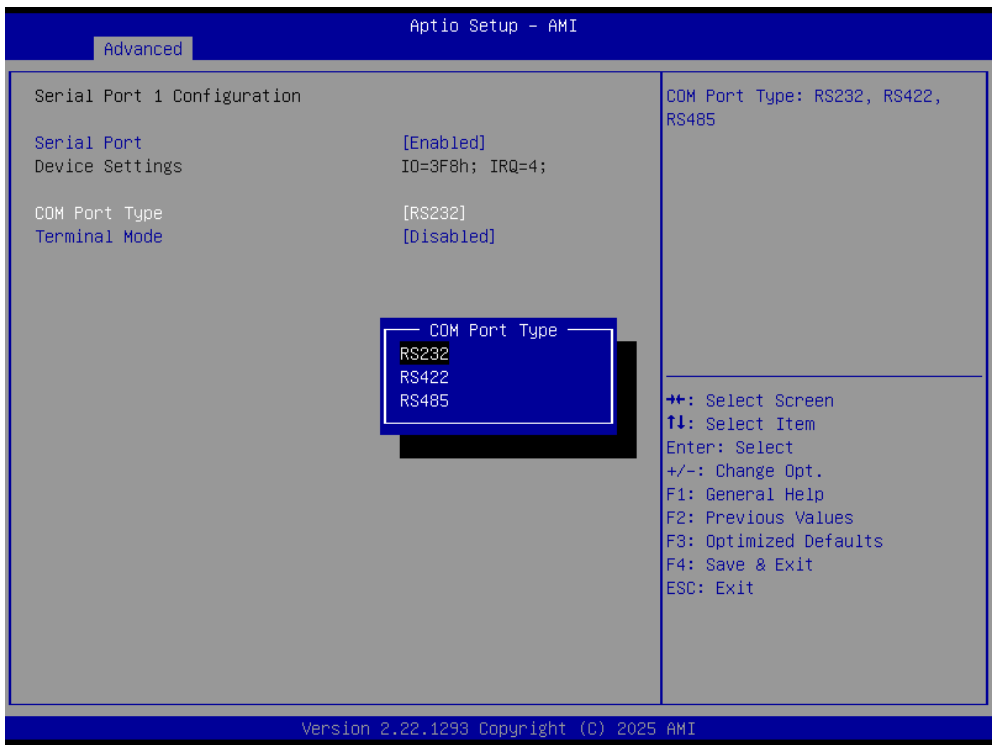 Aptio Setup – AMI
Advanced
Serial Port 1 Configuration
Serial Port [Enabled]
Device Settings IO=3F8h; IRQ=4;
COM Port Type [RS232]
Terminal Mode [Disabled]
COM Port Type
RS232
RS422
RS485
COM Port Type: RS232, RS422,
RS485
→←: Select Screen
↑↓: Select Item
Enter: Select
+/-: Change Opt.
F1: General Help
F2: Previous Values
F3: Optimized Defaults
F4: Save & Exit
ESC: Exit
Version 2.22.1293 Copyright (C) 2025 AMI